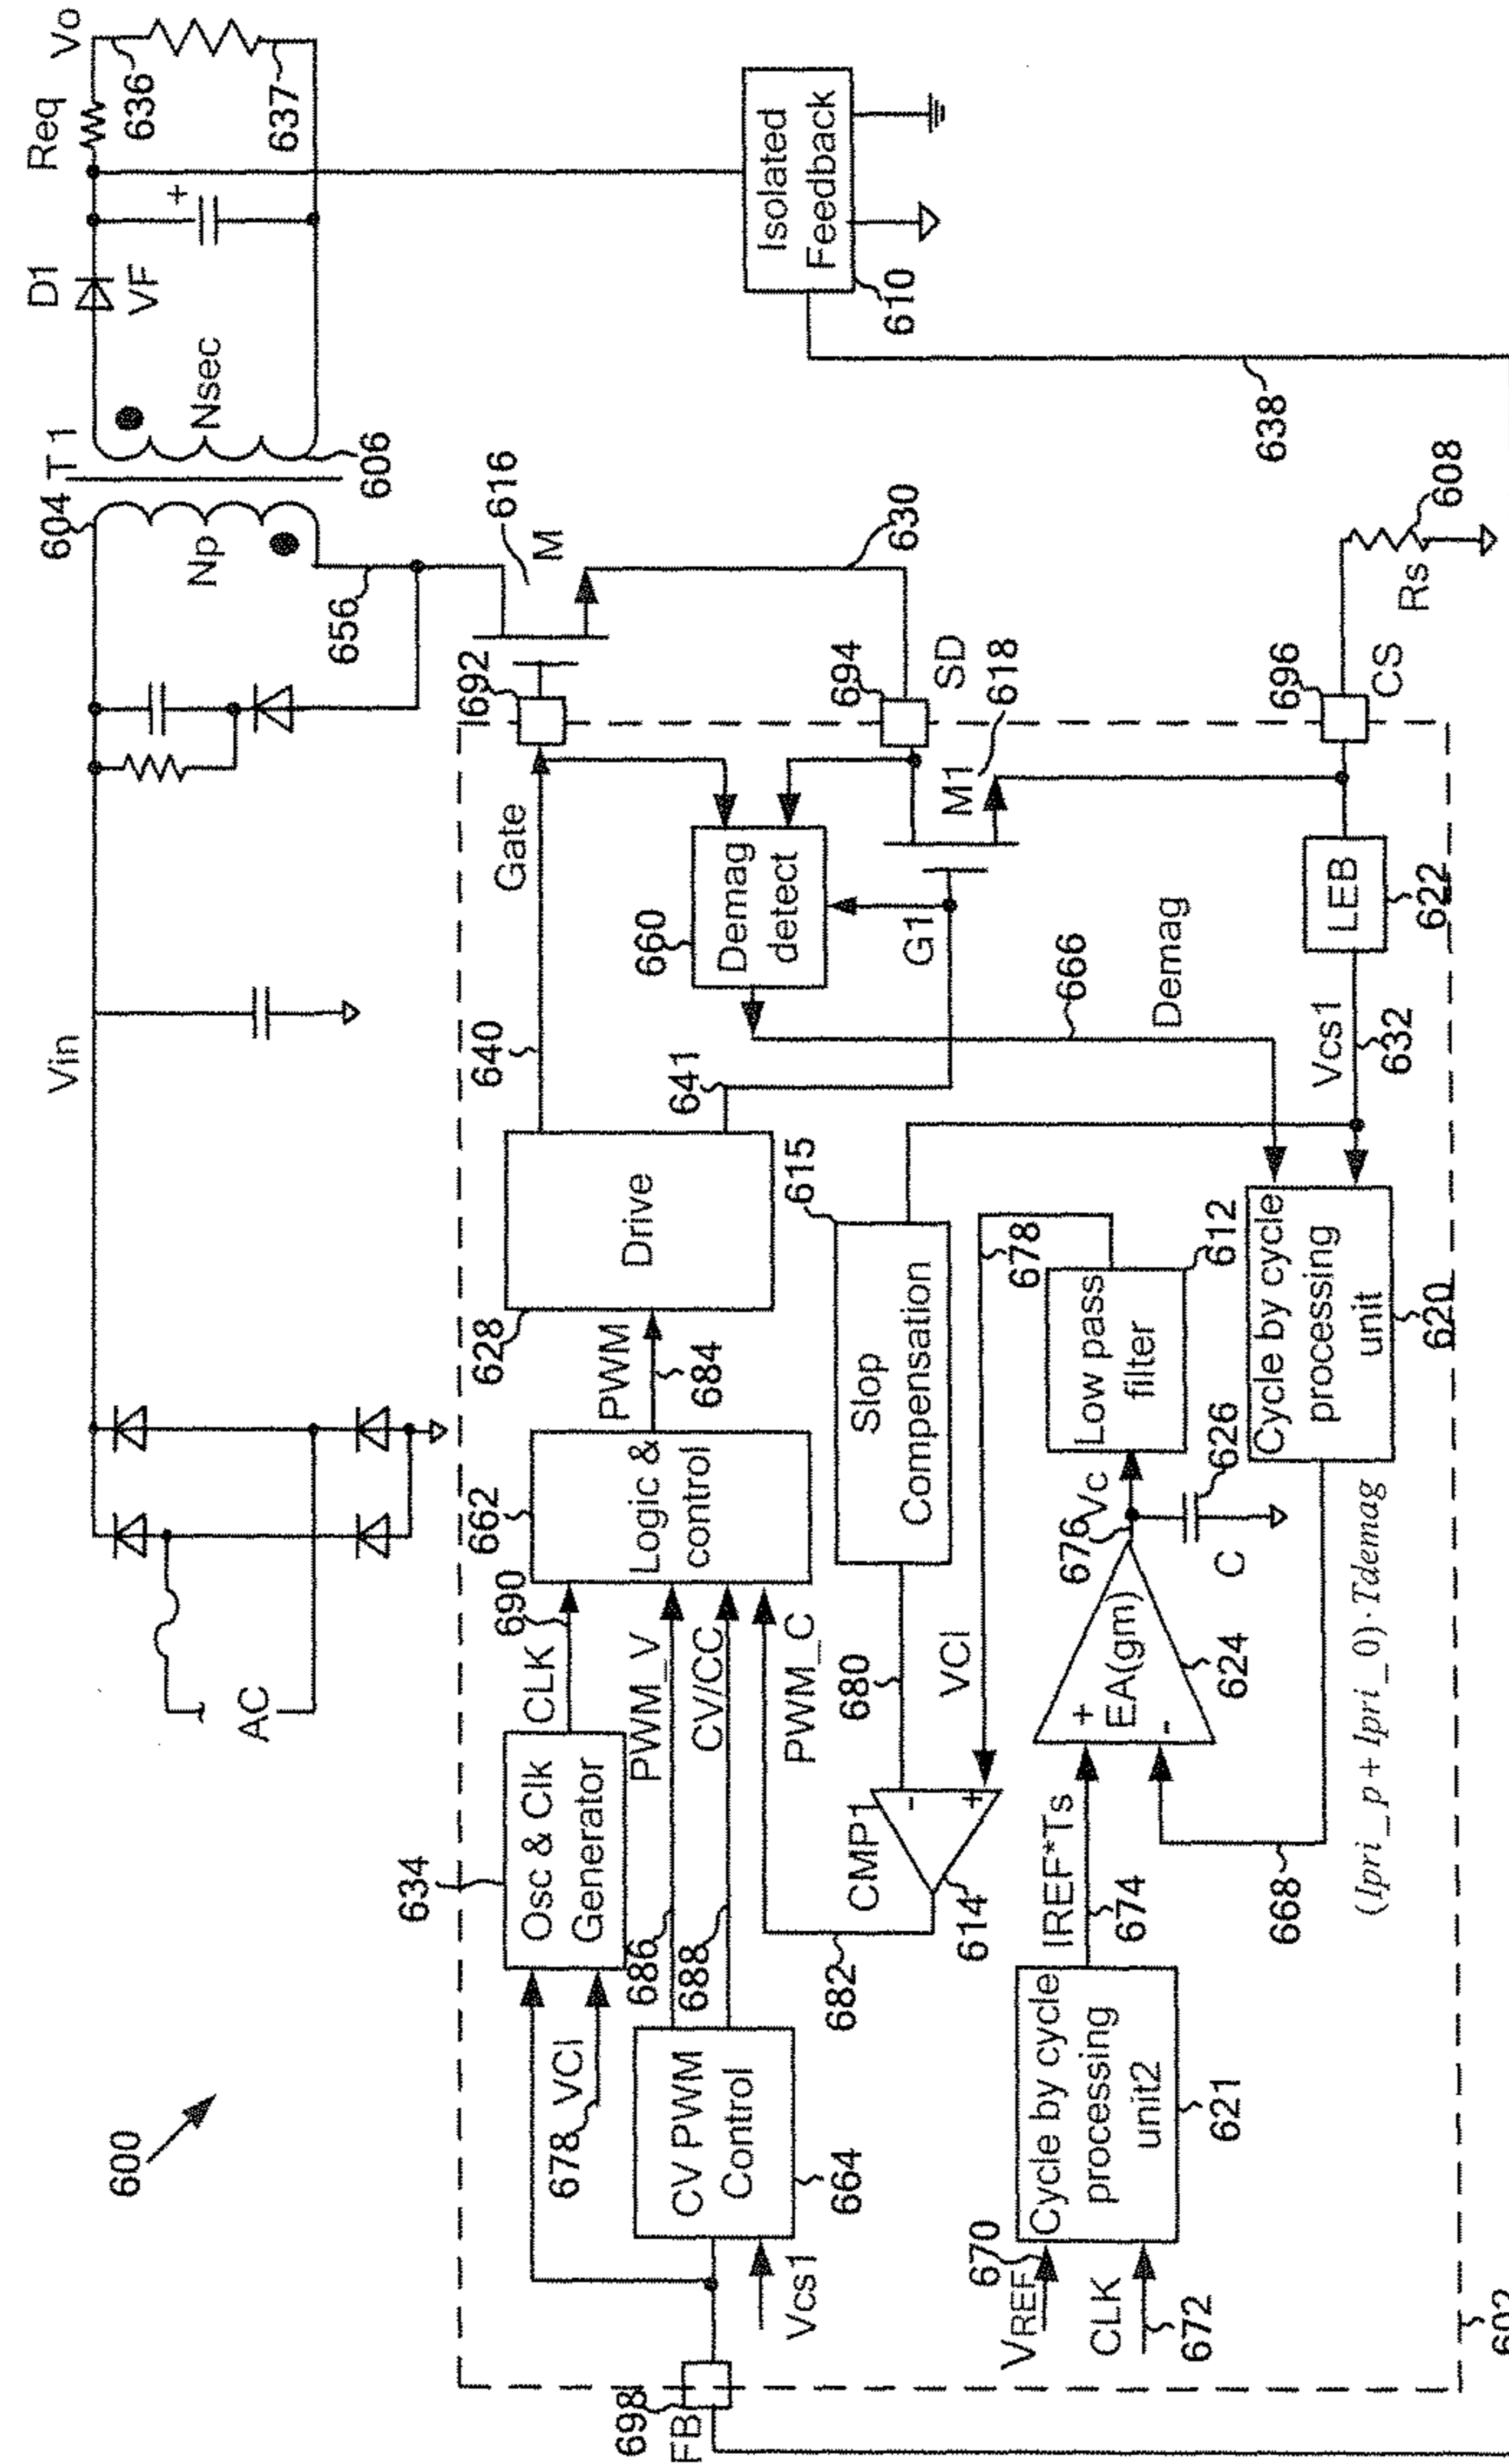 600
AC
Vin
604
T 1
Np
Nsec
606
D1
VF
+
Req
Vo
636
637
656
616
M
692
630
694
SD
618
M1
696
CS
608
Rs
Isolated
Feedback
610
638
634
Osc & Clk
Generator
CLK
690
662
Logic &
control
PWM
684
628
Drive
640
Gate
641
660
Demag
detect
G1
666
Demag
678
VCI
686
PWM_V
688
CV/CC
PWM_C
CV PWM
Control
664
Vcs1
698
FB
682
CMP1
-
+
614
680
VCI
615
Slop
Compensation
678
Low pass
filter
612
676
Vc
626
C
+
EA(gm)
-
624
IREF*Ts
674
670
VREF
CLK
672
Cycle by cycle
processing
unit2
621
668
(Ipri_p + Ipri_0)·Tdemag
Cycle by cycle
processing
unit
620
Vcs1
632
LEB
622
602